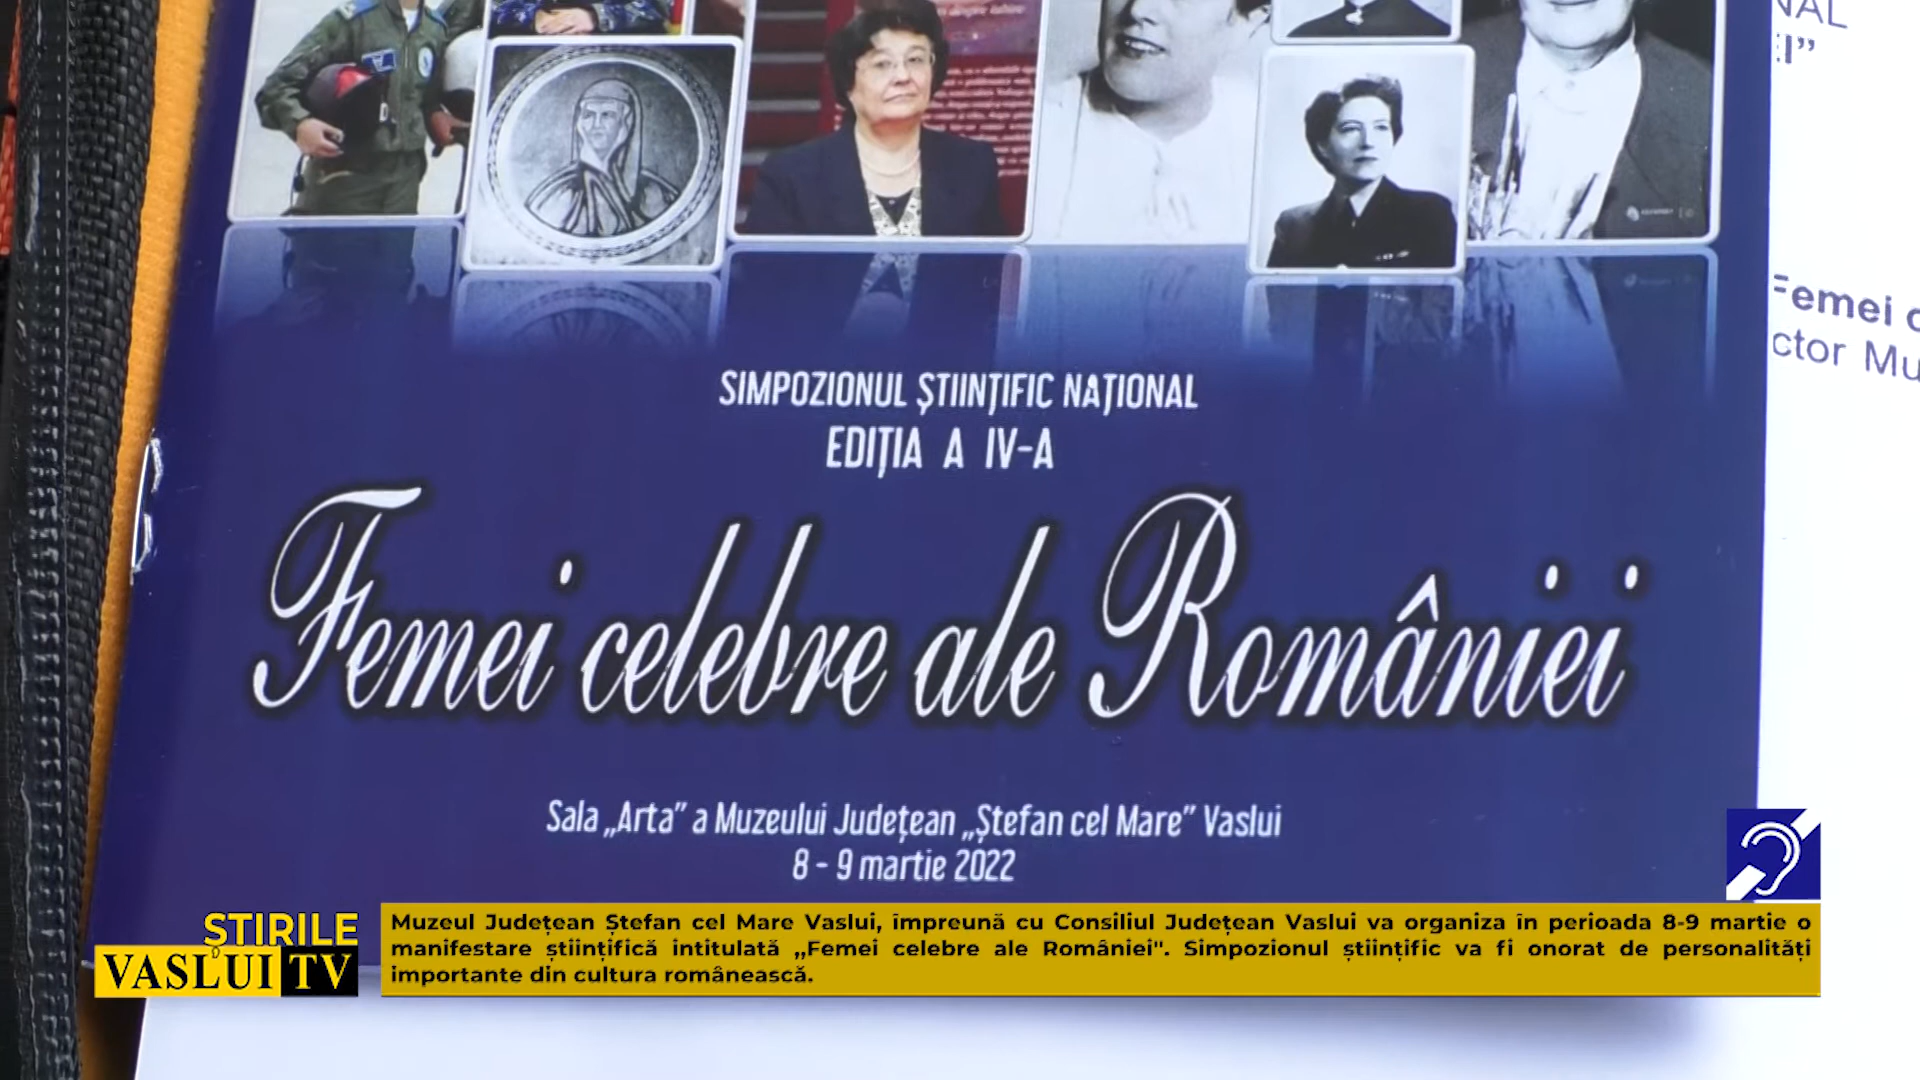 NAL
EI”
Femei c
ctor Mu
SIMPOZIONUL ȘTIINȚIFIC NAȚIONAL
EDIȚIA A IV-A
Femei celebre ale României
Sala „Arta” a Muzeului Județean „Ștefan cel Mare” Vaslui
8 - 9 martie 2022
ȘTIRILE
VASLUI TV
Muzeul Județean Ștefan cel Mare Vaslui, împreună cu Consiliul Județean Vaslui va organiza în perioada 8-9 martie o
manifestare științifică intitulată „Femei celebre ale României". Simpozionul științific va fi onorat de personalități
importante din cultura românească.